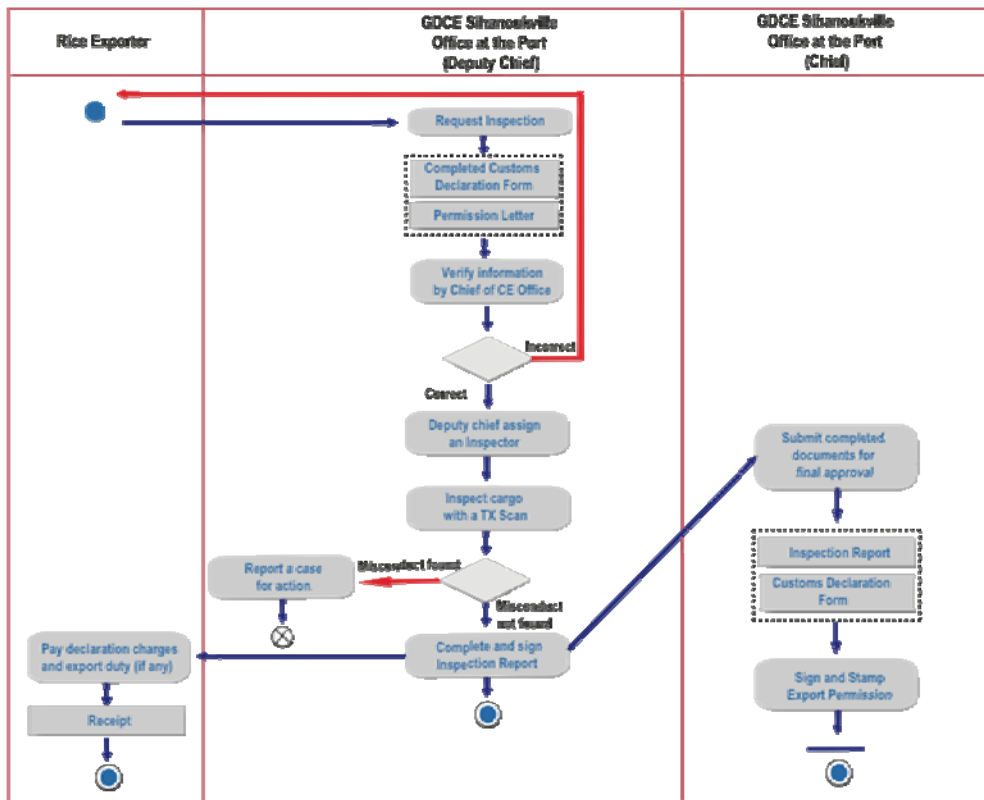 Rice Exporter
GDCE Sihanoukville
Office at the Port
(Deputy Chief)
GDCE Sihanoukville
Office at the Port
(Chief)
Request Inspection
Completed Customs
Declaration Form
Permission Letter
Verify information
by Chief of CE Office
Incorrect
Correct
Deputy chief assign
an Inspector
Inspect cargo
with a TX Scan
Misconduct found
Report a case
for action
Misconduct
not found
Complete and sign
Inspection Report
Pay declaration charges
and export duty (if any)
Receipt
Submit completed
documents for
final approval
Inspection Report
Customs Declaration
Form
Sign and Stamp
Export Permission